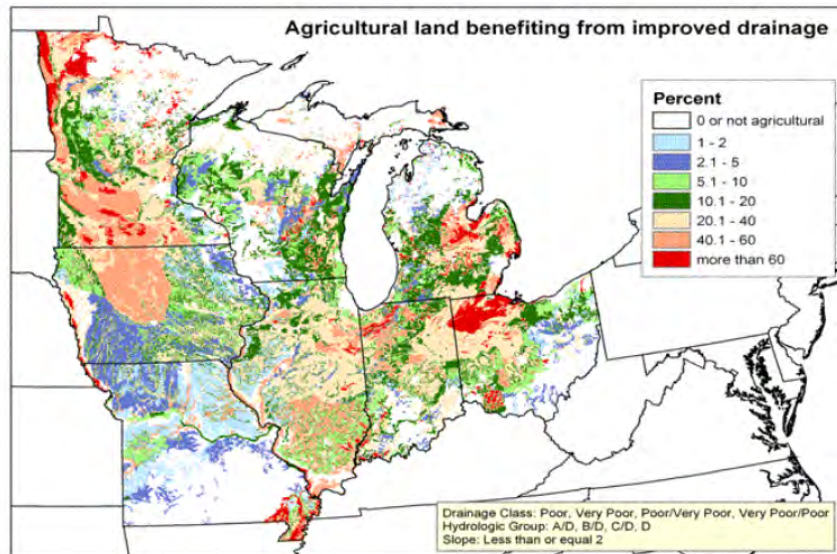 Agricultural land benefiting from improved drainage
Percent
0 or not agricultural
1 - 2
2.1 - 5
5.1 - 10
10.1 - 20
20.1 - 40
40.1 - 60
more than 60
Drainage Class: Poor, Very Poor, Poor/Very Poor, Very Poor/Poor
Hydrologic Group: A/D, B/D, C/D, D
Slope: Less than or equal 2